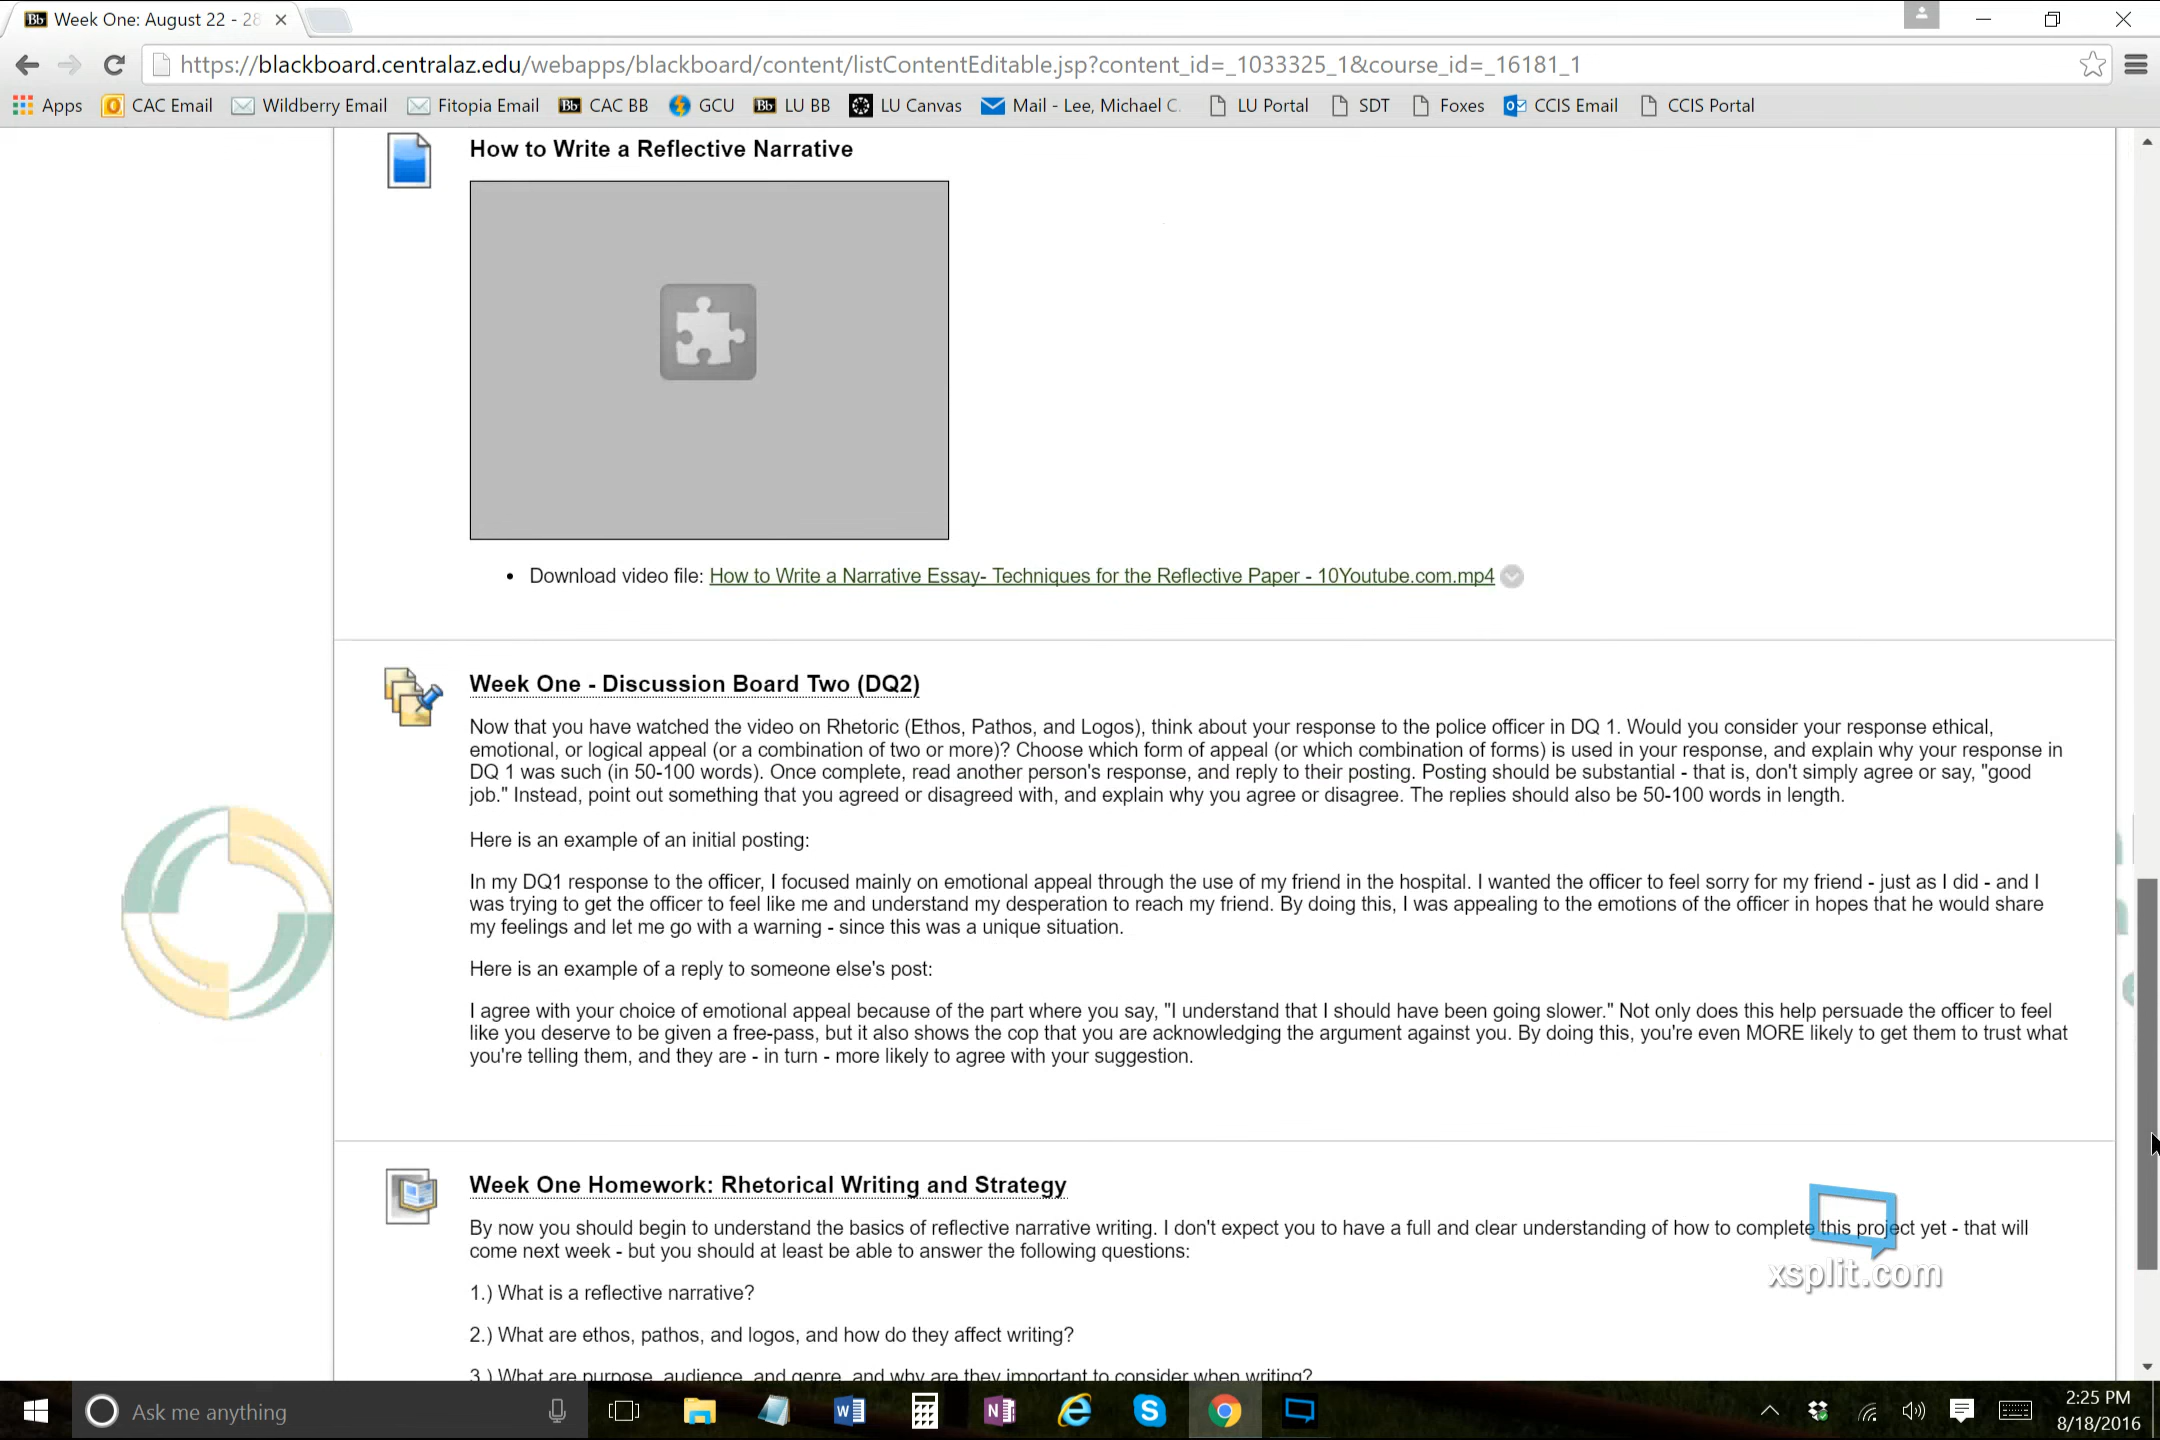 Week One: August 22 - 28
https://blackboard.centralaz.edu/webapps/blackboard/content/listContentEditable.jsp?content_id=_1033325_1&course_id=_16181_1
Apps CAC Email Wildberry Email Fitopia Email CAC BB GCU LU BB LU Canvas Mail - Lee, Michael C. LU Portal SDT Foxes CCIS Email CCIS Portal
How to Write a Reflective Narrative
• Download video file: How to Write a Narrative Essay- Techniques for the Reflective Paper - 10Youtube.com.mp4
Week One - Discussion Board Two (DQ2)
Now that you have watched the video on Rhetoric (Ethos, Pathos, and Logos), think about your response to the police officer in DQ 1. Would you consider your response ethical,
emotional, or logical appeal (or a combination of two or more)? Choose which form of appeal (or which combination of forms) is used in your response, and explain why your response in
DQ 1 was such (in 50-100 words). Once complete, read another person's response, and reply to their posting. Posting should be substantial - that is, don't simply agree or say, "good
job." Instead, point out something that you agreed or disagreed with, and explain why you agree or disagree. The replies should also be 50-100 words in length.
Here is an example of an initial posting:
In my DQ1 response to the officer, I focused mainly on emotional appeal through the use of my friend in the hospital. I wanted the officer to feel sorry for my friend - just as I did - and I
was trying to get the officer to feel like me and understand my desperation to reach my friend. By doing this, I was appealing to the emotions of the officer in hopes that he would share
my feelings and let me go with a warning - since this was a unique situation.
Here is an example of a reply to someone else's post:
I agree with your choice of emotional appeal because of the part where you say, "I understand that I should have been going slower." Not only does this help persuade the officer to feel
like you deserve to be given a free-pass, but it also shows the cop that you are acknowledging the argument against you. By doing this, you're even MORE likely to get them to trust what
you're telling them, and they are - in turn - more likely to agree with your suggestion.
Week One Homework: Rhetorical Writing and Strategy
By now you should begin to understand the basics of reflective narrative writing. I don't expect you to have a full and clear understanding of how to complete this project yet - that will
come next week - but you should at least be able to answer the following questions:
xsplit.com
1.) What is a reflective narrative?
2.) What are ethos, pathos, and logos, and how do they affect writing?
3.) What are purpose, audience, and genre, and why are they important to consider when writing?
Ask me anything
2:25 PM
8/18/2016